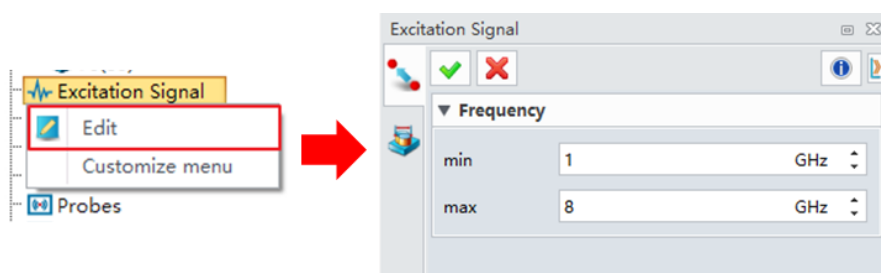 Excitation Signal
Edit
Customize menu
Probes
Excitation Signal
Frequency
min 1 GHz
max 8 GHz